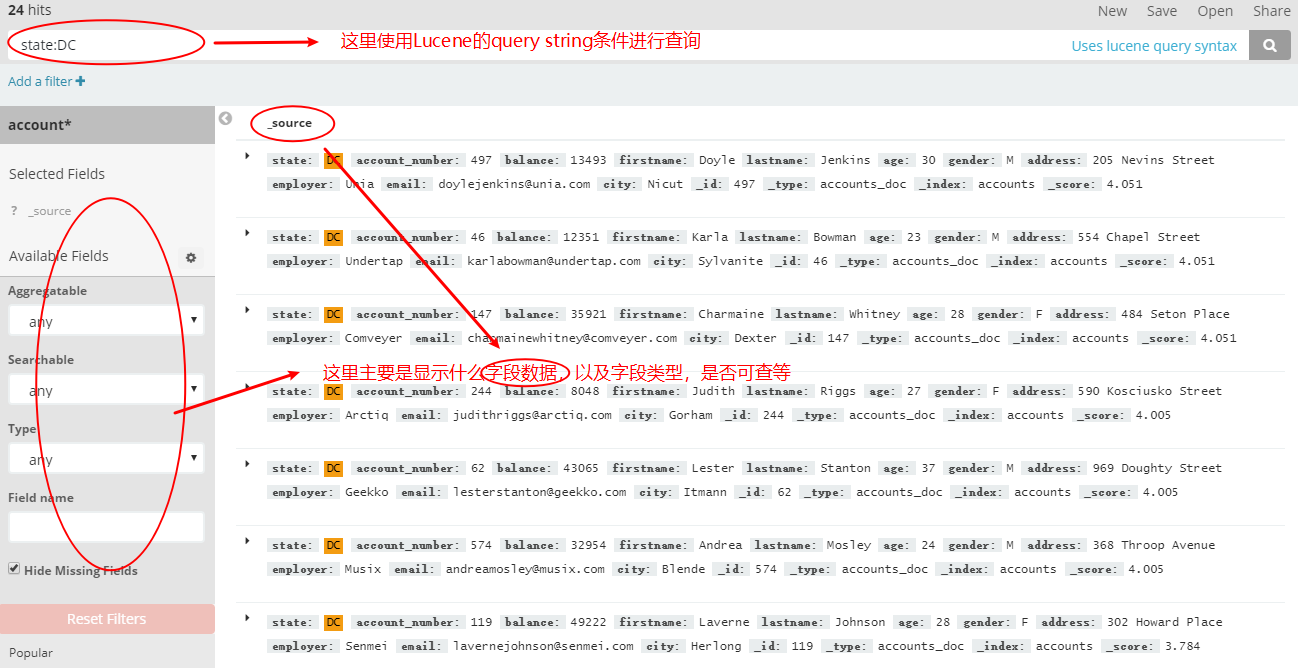 24 hits
New Save Open Share
state:DC
这里使用Lucene的query string条件进行查询
Uses lucene query syntax
Add a filter
account*
Selected Fields
? _source
Available Fields
Aggregatable
any
Searchable
any
Type
any
Field name
Hide Missing Fields
Reset Filters
Popular
_source
state: DC account_number: 497 balance: 13493 firstname: Doyle lastname: Jenkins age: 30 gender: M address: 205 Nevins Street
employer: Unia email: doylejenkins@unia.com city: Nicut _id: 497 _type: accounts_doc _index: accounts _score: 4.051
state: DC account_number: 46 balance: 12351 firstname: Karla lastname: Bowman age: 23 gender: M address: 554 Chapel Street
employer: Undertap email: karlabowman@undertap.com city: Sylvanite _id: 46 _type: accounts_doc _index: accounts _score: 4.051
state: DC account_number: 147 balance: 35921 firstname: Charmaine lastname: Whitney age: 28 gender: F address: 484 Seton Place
employer: Comveyer email: charmainewhitney@comveyer.com city: Dexter _id: 147 _type: accounts_doc _index: accounts _score: 4.051
这里主要是显示什么字段数据，以及字段类型，是否可查等
state: DC account_number: 244 balance: 8048 firstname: Judith lastname: Riggs age: 27 gender: F address: 590 Kosciusko Street
employer: Arctiq email: judithriggs@arctiq.com city: Gorham _id: 244 _type: accounts_doc _index: accounts _score: 4.005
state: DC account_number: 62 balance: 43065 firstname: Lester lastname: Stanton age: 37 gender: M address: 969 Doughty Street
employer: Geekko email: lesterstanton@geekko.com city: Itmann _id: 62 _type: accounts_doc _index: accounts _score: 4.005
state: DC account_number: 574 balance: 32954 firstname: Andrea lastname: Mosley age: 24 gender: M address: 368 Throop Avenue
employer: Musix email: andreamosley@musix.com city: Blende _id: 574 _type: accounts_doc _index: accounts _score: 4.005
state: DC account_number: 119 balance: 49222 firstname: Laverne lastname: Johnson age: 28 gender: F address: 302 Howard Place
employer: Senmei email: lavernejohnson@senmei.com city: Herlong _id: 119 _type: accounts_doc _index: accounts _score: 3.784